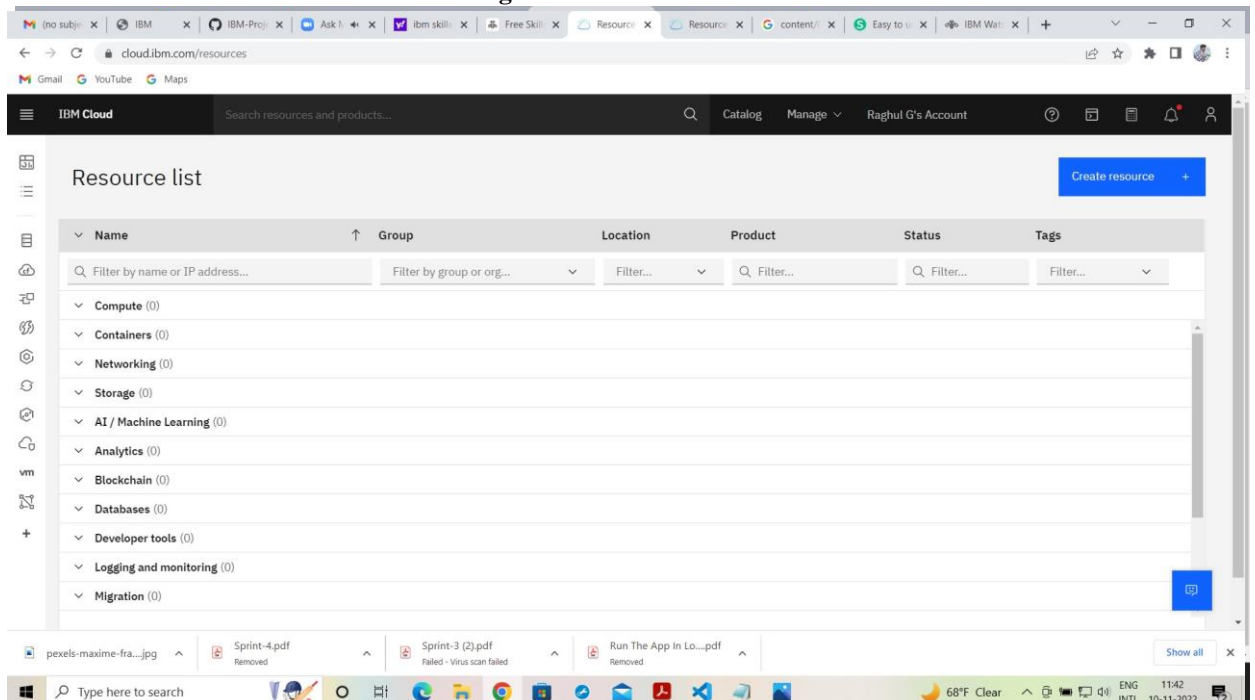 (no subje
IBM
IBM-Proje
Ask
ibm skill
Free Skill
Resource
Resource
content/
Easy to u
IBM Wat
cloud.ibm.com/resources
Gmail YouTube Maps
IBM Cloud Search resources and products... Catalog Manage Raghul G's Account
Resource list
Create resource +
Name Group Location Product Status Tags
Filter by name or IP address... Filter by group or org... Filter... Filter... Filter... Filter...
Compute (0)
Containers (0)
Networking (0)
Storage (0)
AI / Machine Learning (0)
Analytics (0)
vm
Blockchain (0)
Databases (0)
Developer tools (0)
Logging and monitoring (0)
Migration (0)
pexels-maxime-fra....jpg
Sprint-4.pdf
Removed
Sprint-3 (2).pdf
Failed - Virus scan failed
Run The App In Lo....pdf
Removed
Show all
Type here to search
68°F Clear
ENG
INTL
11:42
10-11-2022